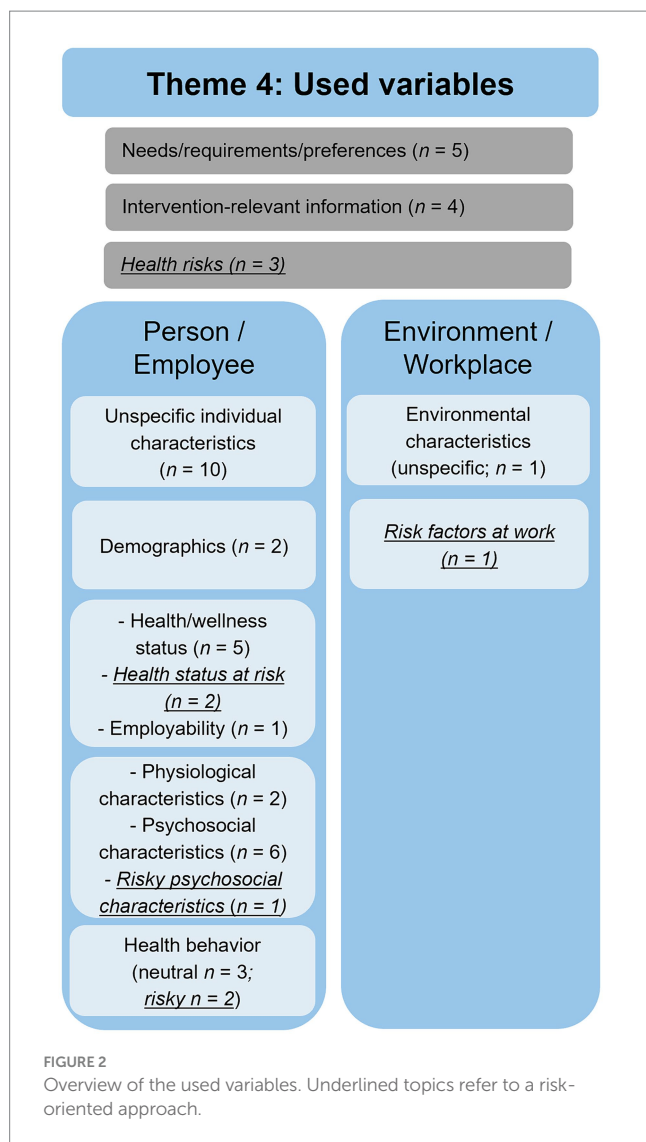 Theme 4: Used variables
Needs/requirements/preferences (n = 5)
Intervention-relevant information (n = 4)
Health risks (n = 3)
Person /
Employee
Unspecific individual
characteristics
(n = 10)
Demographics (n = 2)
- Health/wellness
status (n = 5)
- Health status at risk
(n = 2)
- Employability (n = 1)
- Physiological
characteristics (n = 2)
- Psychosocial
characteristics (n = 6)
- Risky psychosocial
characteristics (n = 1)
Health behavior
(neutral n = 3;
risky n = 2)
Environment /
Workplace
Environmental
characteristics
(unspecific; n = 1)
Risk factors at work
(n = 1)
FIGURE 2
Overview of the used variables. Underlined topics refer to a risk-
oriented approach.